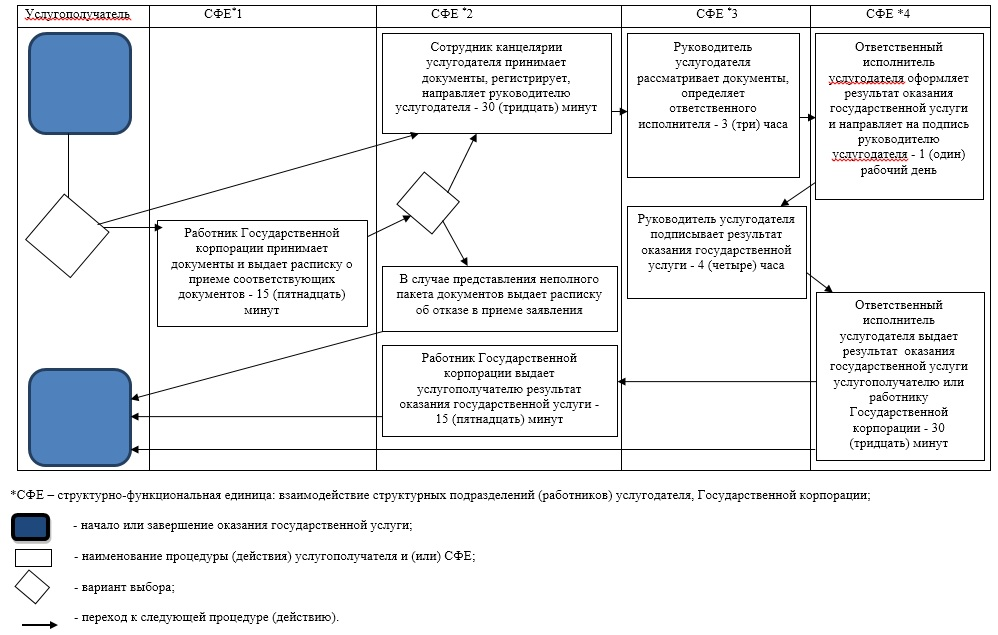 Услугополучатель
СФЕ*1
СФЕ *2
СФЕ *3
СФЕ *4
Сотрудник канцелярии
услугодателя принимает
документы, регистрирует,
направляет руководителю
услугодателя - 30 (тридцать) минут
Руководитель
услугодателя
рассматривает документы,
определяет
ответственного
исполнителя - 3 (три) часа
Ответственный
исполнитель
услугодателя оформляет
результат оказания
государственной услуги
и направляет на подпись
руководителю
услугодателя - 1 (один)
рабочий день
Работник Государственной
корпорации принимает
документы и выдает расписку о
приеме соответствующих
документов - 15 (пятнадцать)
минут
Руководитель услугодателя
подписывает результат
оказания государственной
услуги - 4 (четыре) часа
В случае представления неполного
пакета документов выдает расписку
об отказе в приеме заявления
Работник Государственной
корпорации выдает
услугополучателю результат
оказания государственной услуги -
15 (пятнадцать) минут
Ответственный
исполнитель
услугодателя выдает
результат оказания
государственной услуги
услугополучателю или
работнику
Государственной
корпорации - 30
(тридцать) минут
*СФЕ – структурно-функциональная единица: взаимодействие структурных подразделений (работников) услугодателя, Государственной корпорации;
- начало или завершение оказания государственной услуги;
- наименование процедуры (действия) услугополучателя и (или) СФЕ;
- вариант выбора;
- переход к следующей процедуре (действию).